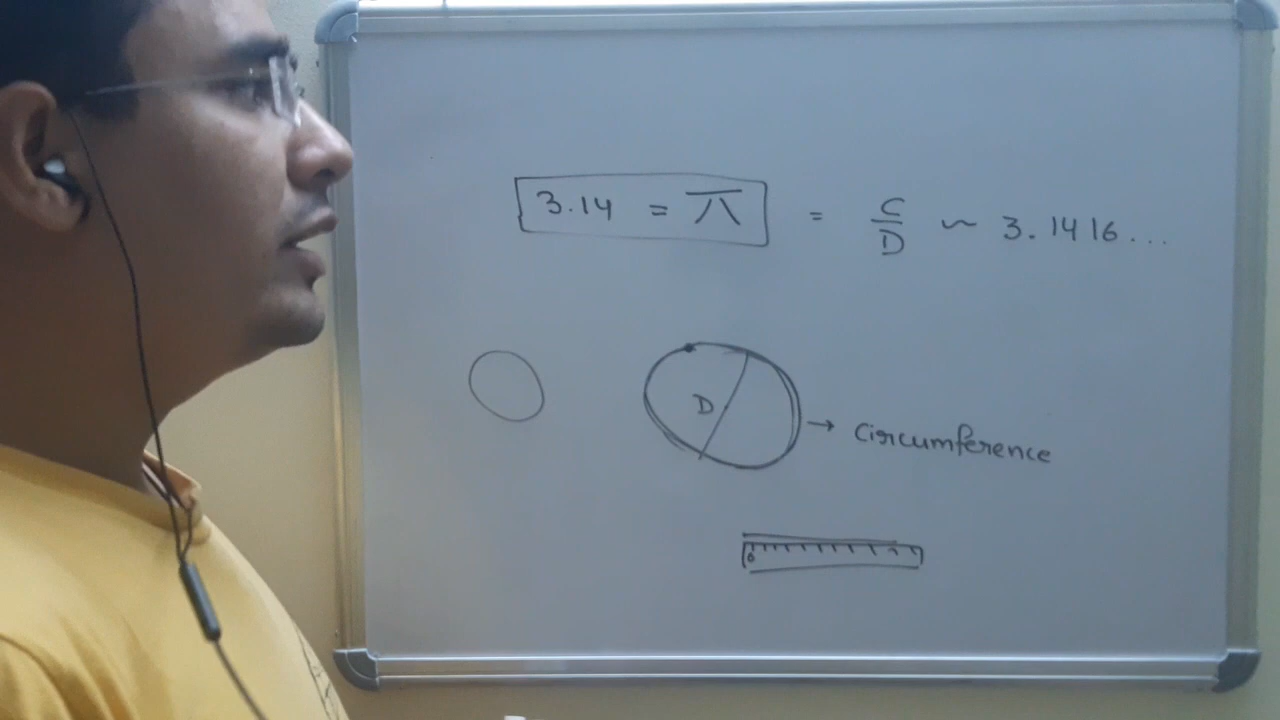 3.14 = π = C/D ~ 3.1416...
D
→ Circumference
0